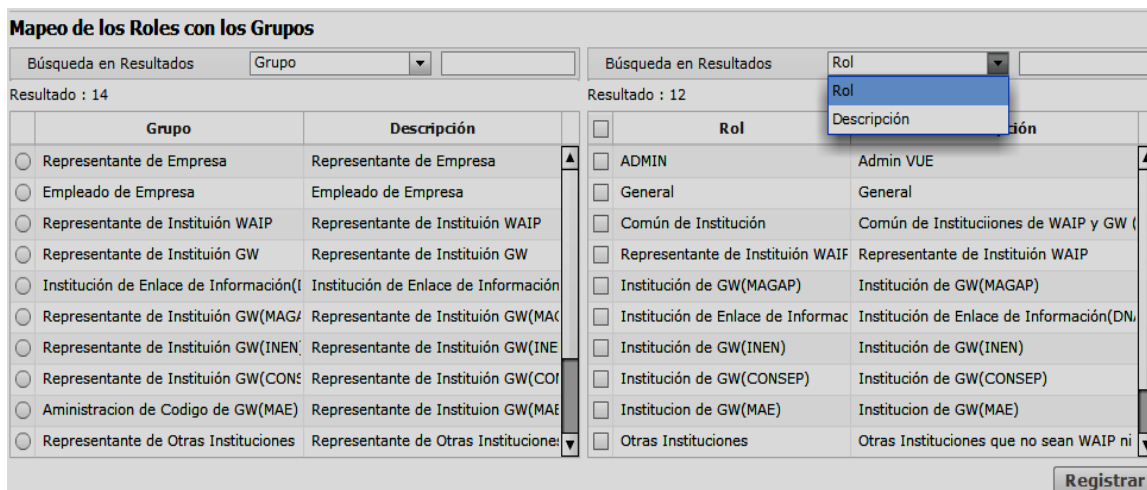 Mapeo de los Roles con los Grupos
Búsqueda en Resultados Grupo
Resultado : 14
Grupo Descripción
Representante de Empresa Representante de Empresa
Empleado de Empresa Empleado de Empresa
Representante de Instituión WAIP Representante de Instituión WAIP
Representante de Instituión GW Representante de Instituión GW
Institución de Enlace de Información( Institución de Enlace de Información
Representante de Instituión GW(MAGA Representante de Instituión GW(MAG
Representante de Instituión GW(INEN Representante de Instituión GW(INE
Representante de Instituión GW(CONS Representante de Instituión GW(CON
Aministracion de Codigo de GW(MAE) Representante de Instituion GW(MAE
Representante de Otras Instituciones Representante de Otras Instituciones
Búsqueda en Resultados Rol
Rol
Descripción
Resultado : 12
Rol ción
ADMIN Admin VUE
General General
Común de Institución Común de Instituciiones de WAIP y GW (
Representante de Instituión WAIP Representante de Instituión WAIP
Institución de GW(MAGAP) Institución de GW(MAGAP)
Institución de Enlace de Informac Institución de Enlace de Información(DNA
Institución de GW(INEN) Institución de GW(INEN)
Institución de GW(CONSEP) Institución de GW(CONSEP)
Institucion de GW(MAE) Institucion de GW(MAE)
Otras Instituciones Otras Instituciones que no sean WAIP ni
Registrar